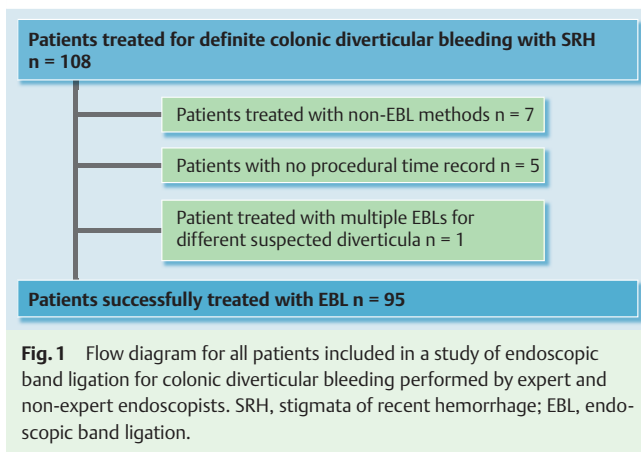 Patients treated for definite colonic diverticular bleeding with SRH
n = 108
Patients treated with non-EBL methods n = 7
Patients with no procedural time record n = 5
Patient treated with multiple EBLs for
different suspected diverticula n = 1
Patients successfully treated with EBL n = 95
Fig. 1 Flow diagram for all patients included in a study of endoscopic
band ligation for colonic diverticular bleeding performed by expert and
non-expert endoscopists. SRH, stigmata of recent hemorrhage; EBL, endo-
scopic band ligation.